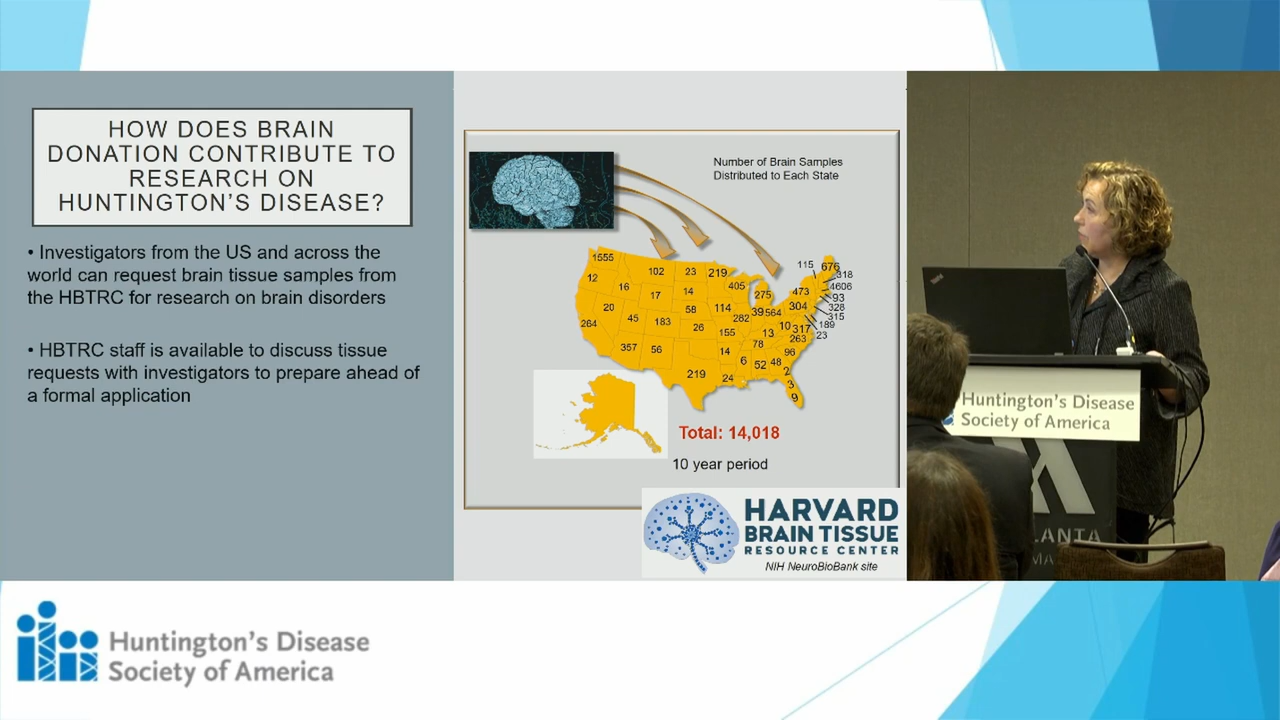 HOW DOES BRAIN
DONATION CONTRIBUTE TO
RESEARCH ON
HUNTINGTON'S DISEASE?
• Investigators from the US and across the
world can request brain tissue samples from
the HBTRC for research on brain disorders
• HBTRC staff is available to discuss tissue
requests with investigators to prepare ahead of
a formal application
Number of Brain Samples
Distributed to Each State
1555
102
23
219
115
676
318
12
16
17
14
405
275
473
4606
93
20
45
183
58
114
282
39
564
304
328
315
264
26
155
13
10
317
189
263
23
357
56
14
78
96
219
24
6
52
48
2
3
9
Total: 14,018
10 year period
HARVARD
BRAIN TISSUE
RESOURCE CENTER
NIH NeuroBioBank site
Huntington's Disease
Society of America
LANTA
MA
Huntington's Disease
Society of America